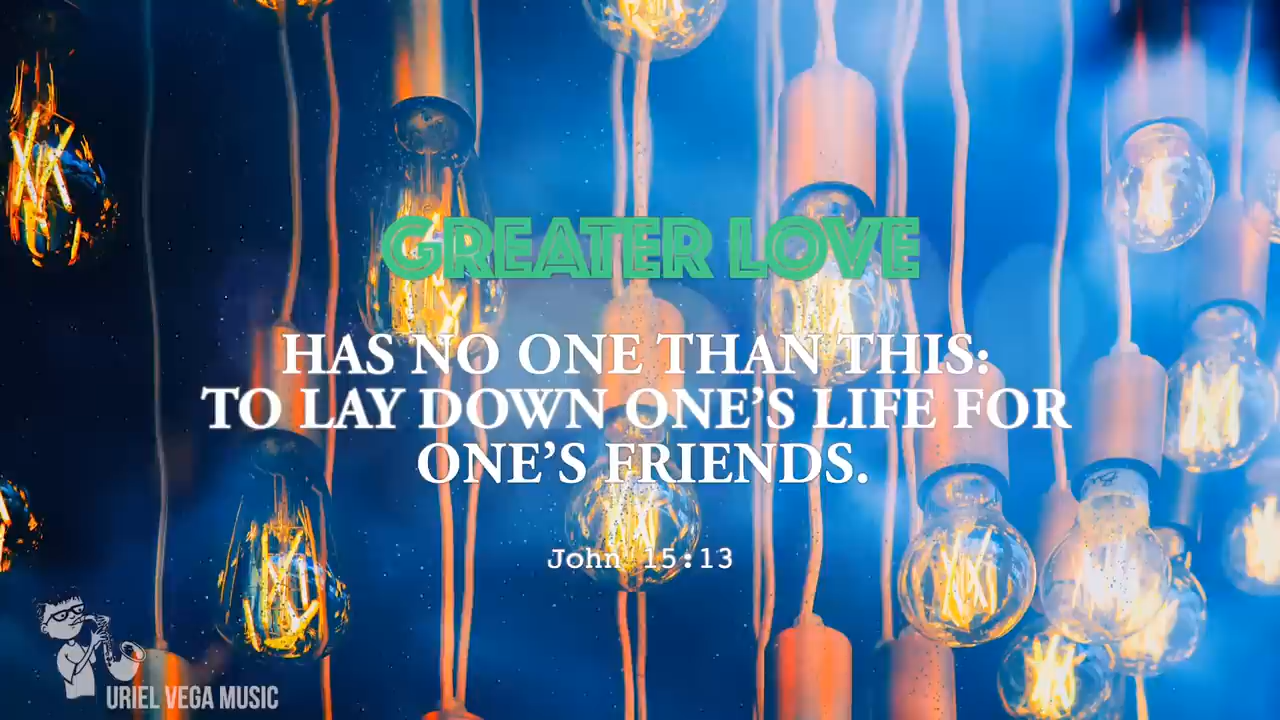 GREATER LOVE
HAS NO ONE THAN THIS:
TO LAY DOWN ONE’S LIFE FOR
ONE’S FRIENDS.
John 15:13
URIEL VEGA MUSIC